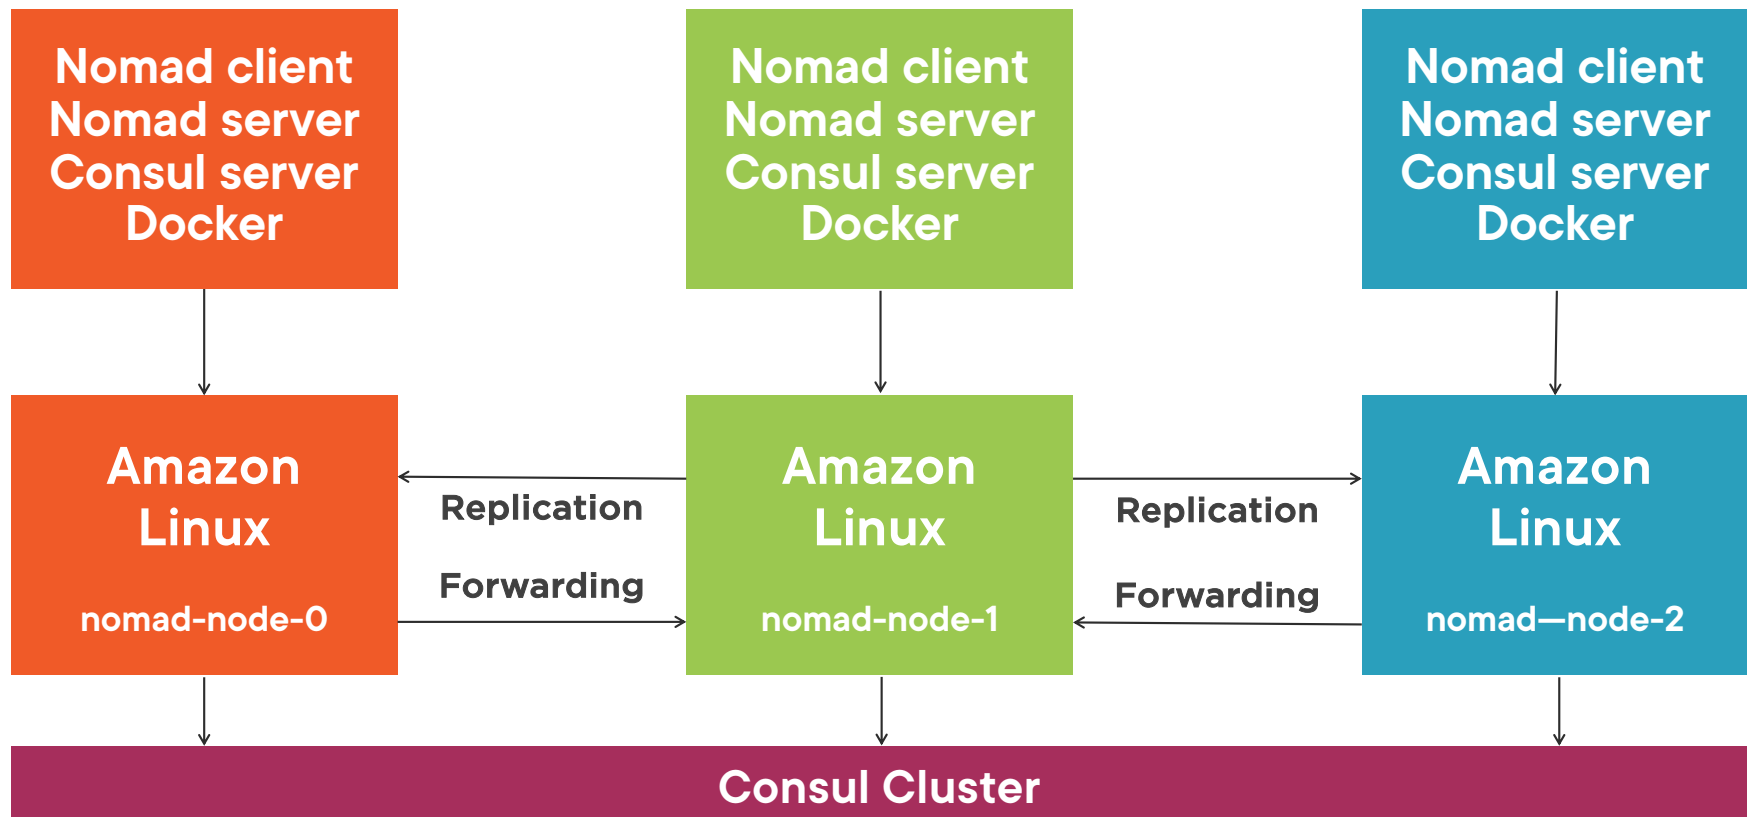 Nomad client
Nomad server
Consul server
Docker
Nomad client
Nomad server
Consul server
Docker
Nomad client
Nomad server
Consul server
Docker
Amazon
Linux
nomad-node-0
Replication
Forwarding
Amazon
Linux
nomad-node-1
Replication
Forwarding
Amazon
Linux
nomad—node-2
Consul Cluster